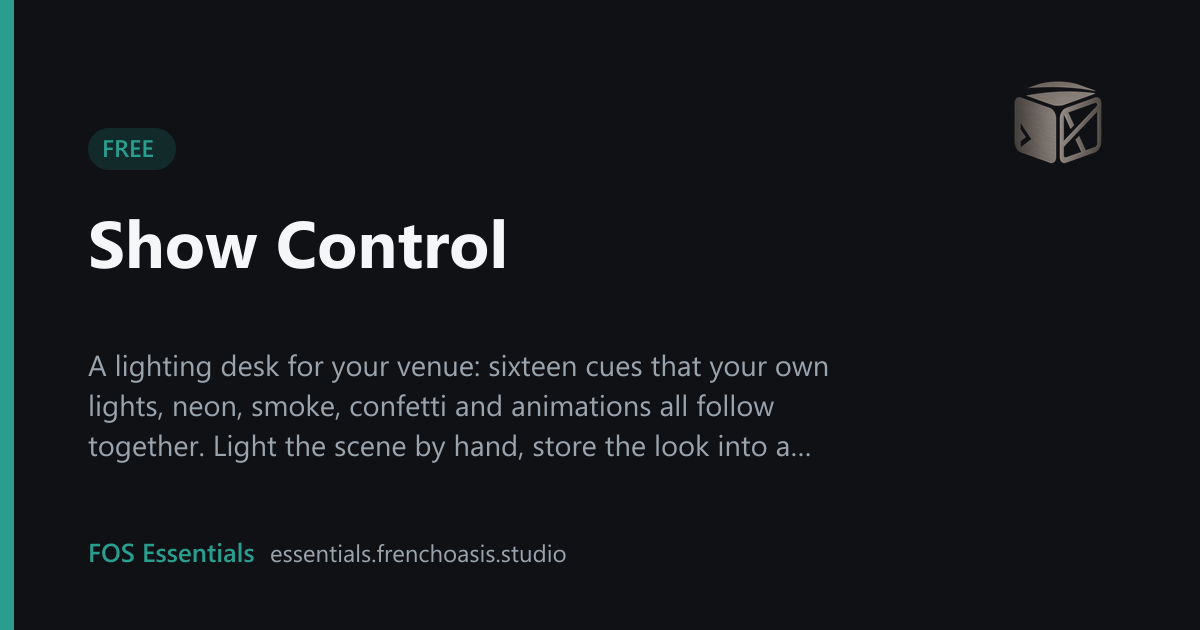 FREE
Show Control
A lighting desk for your venue: sixteen cues that your own
lights, neon, smoke, confetti and animations all follow
together. Light the scene by hand, store the look into a...
FOS Essentials essentials.frenchoasis.studio